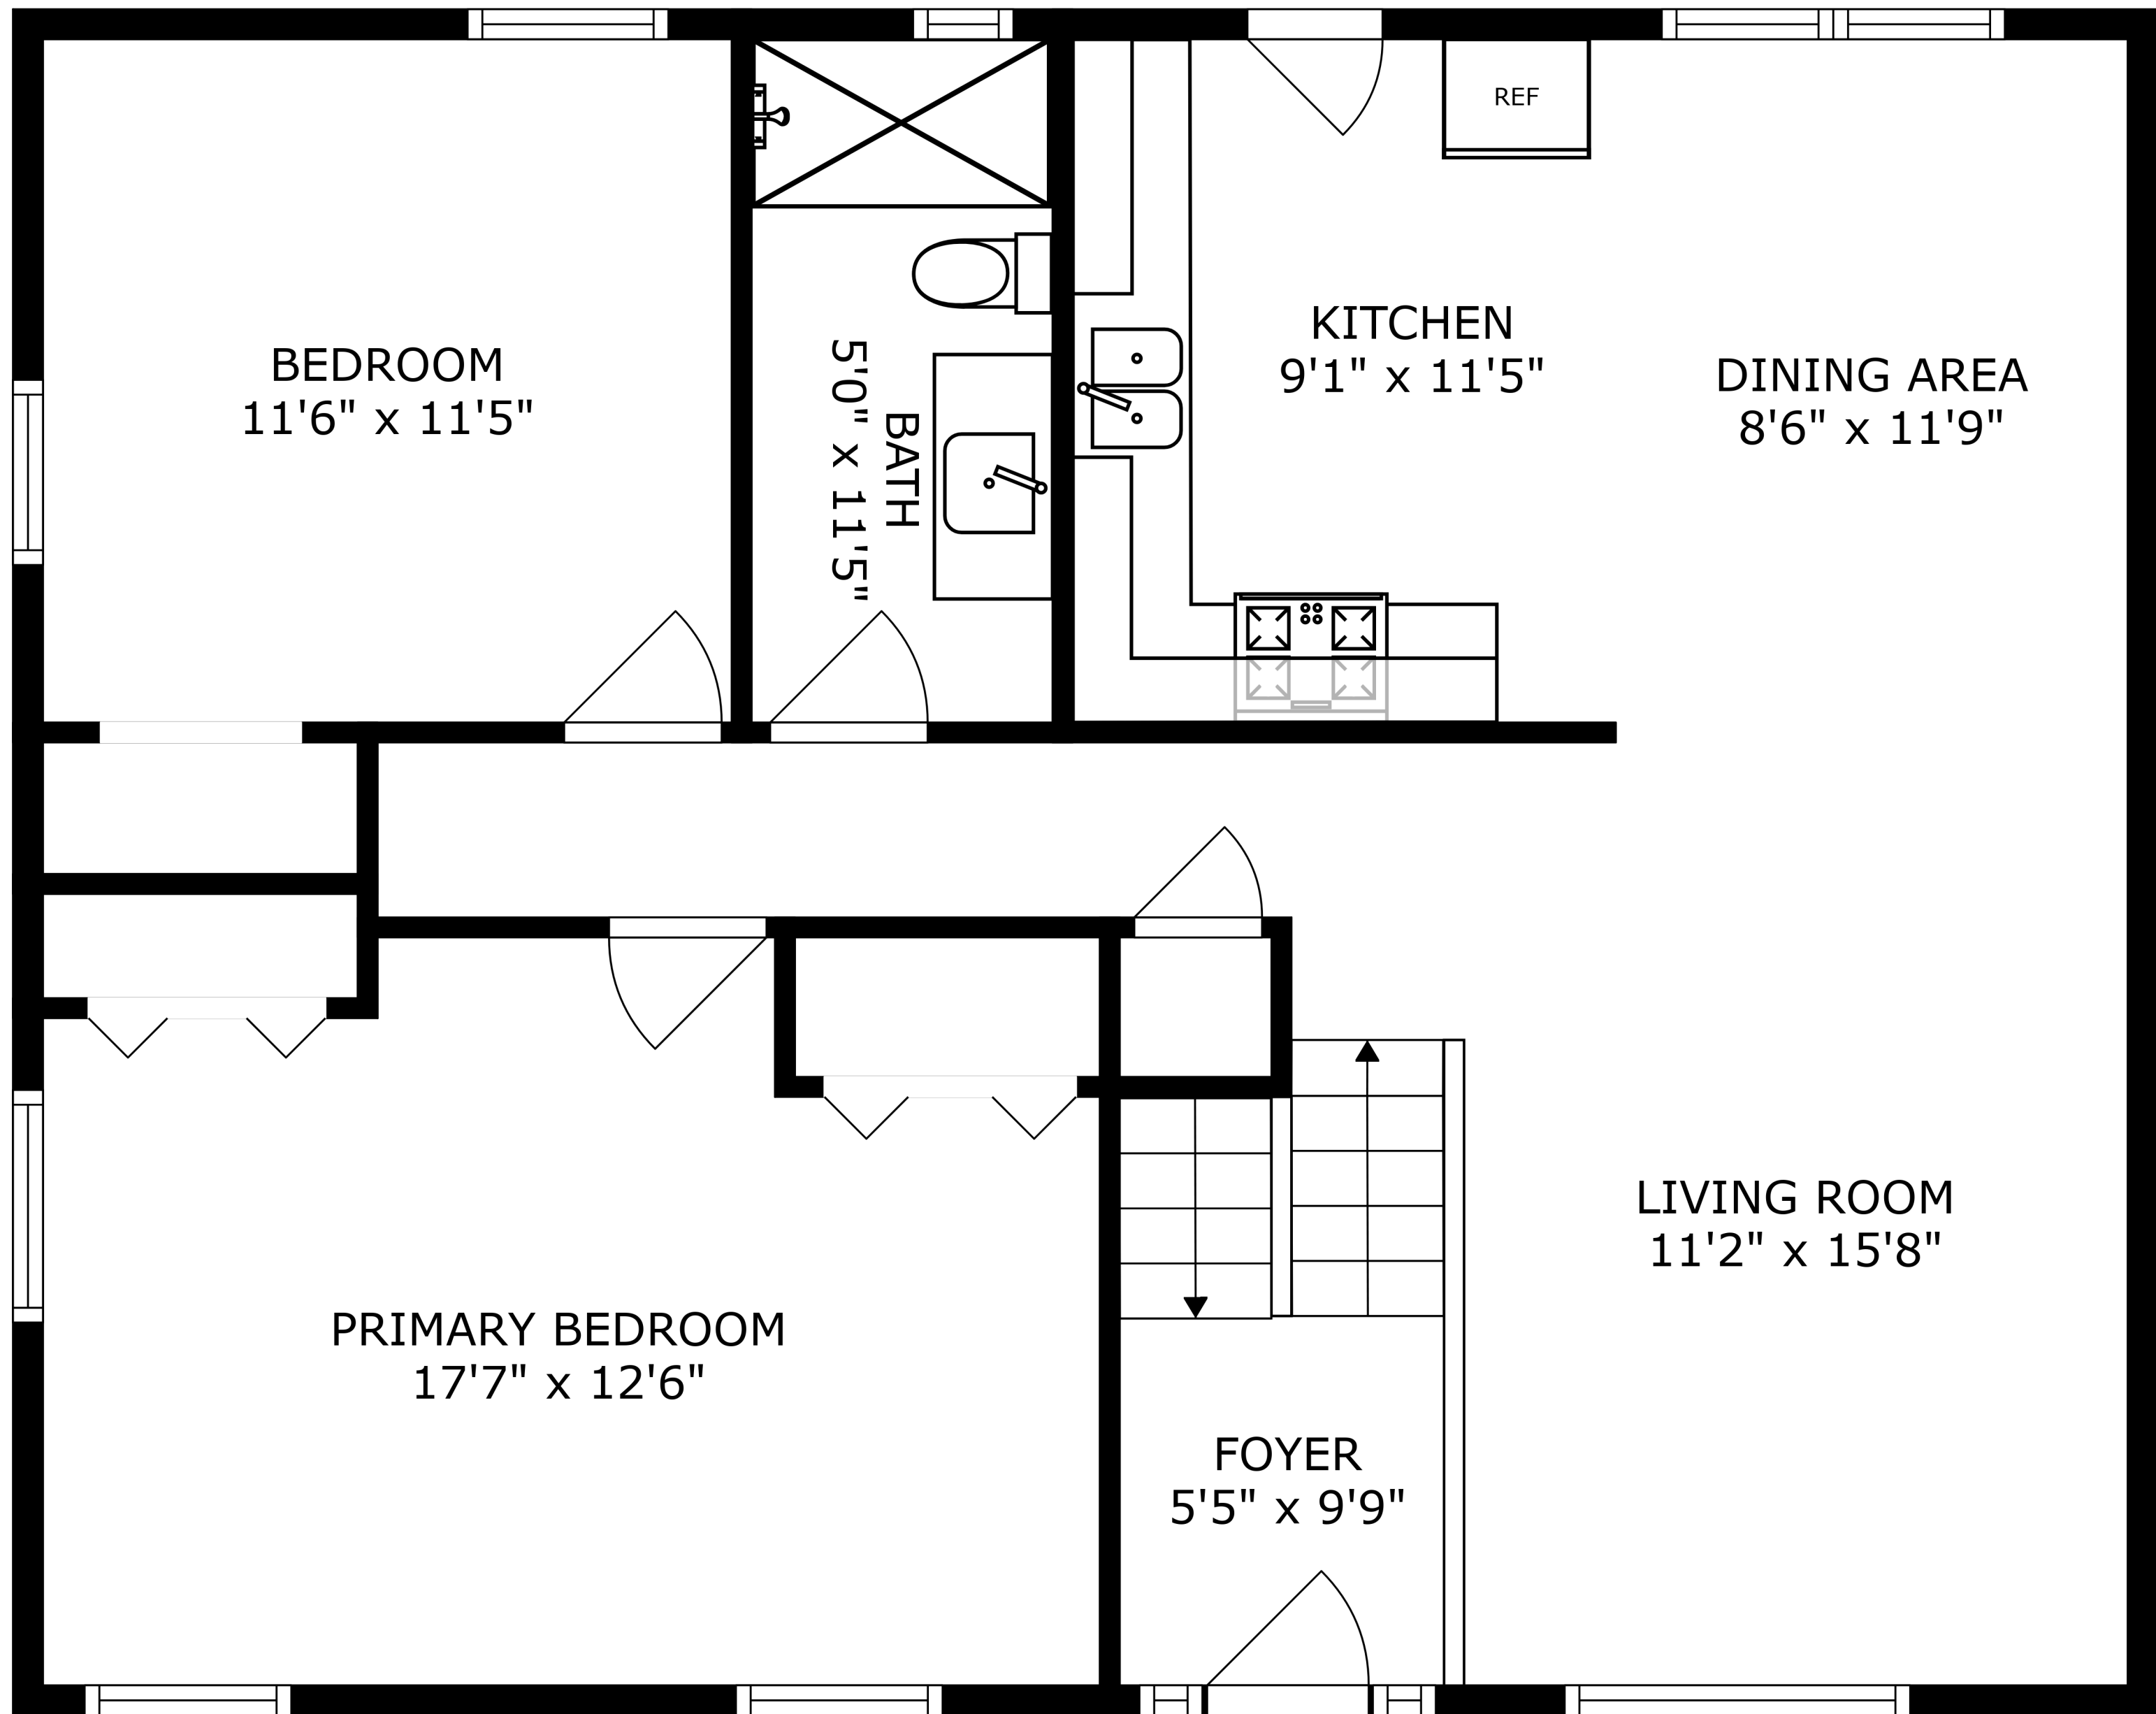 BEDROOM
11'6" x 11'5"
BATH
5'0" x 11'5"
KITCHEN
9'1" x 11'5"
REF
DINING AREA
8'6" x 11'9"
PRIMARY BEDROOM
17'7" x 12'6"
FOYER
5'5" x 9'9"
LIVING ROOM
11'2" x 15'8"